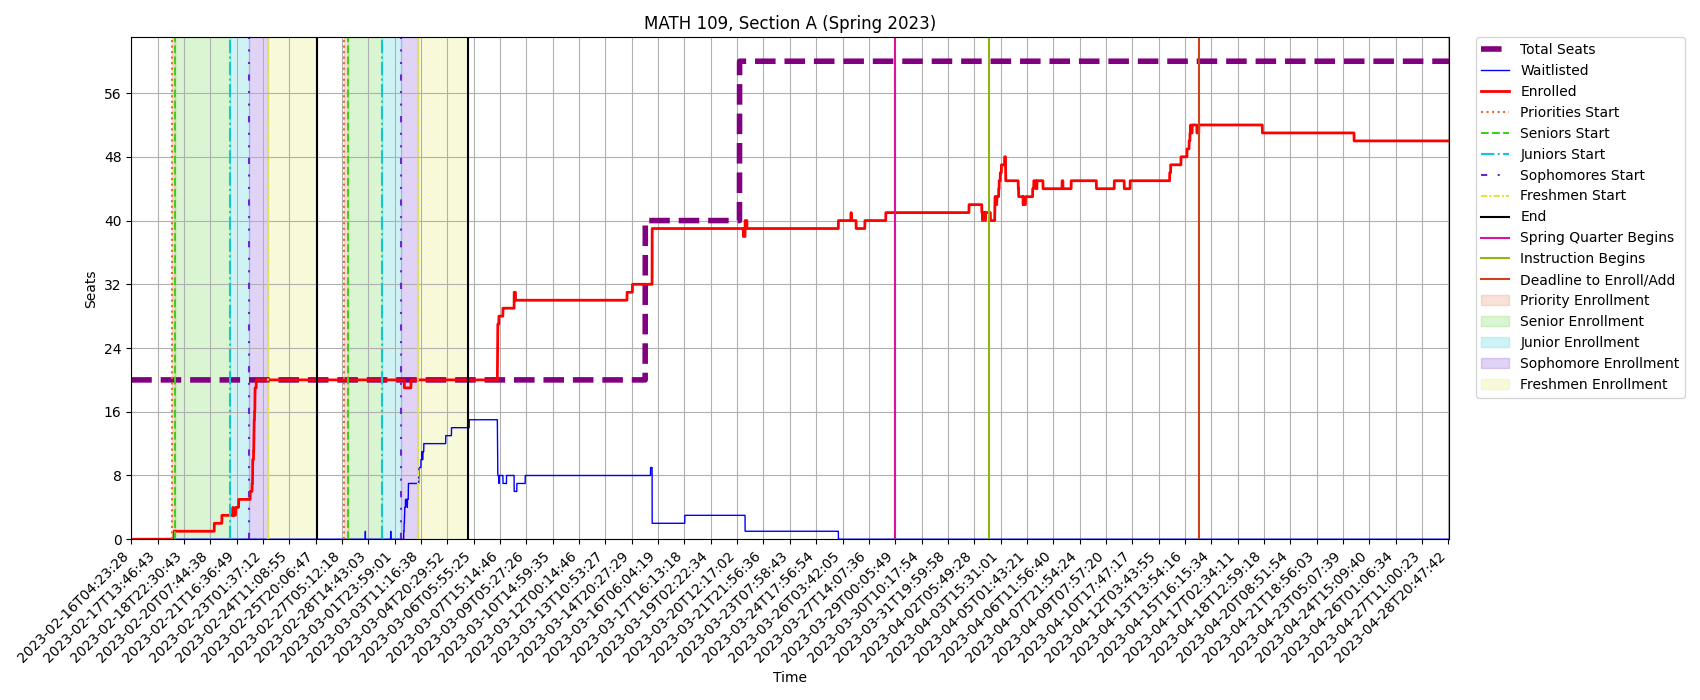 MATH 109, Section A (Spring 2023)
Total Seats
Waitlisted
Enrolled
Priorities Start
Seniors Start
Juniors Start
Sophomores Start
Freshmen Start
End
Spring Quarter Begins
Instruction Begins
Deadline to Enroll/Add
Priority Enrollment
Senior Enrollment
Junior Enrollment
Sophomore Enrollment
Freshmen Enrollment
Seats
56
48
40
32
24
16
8
0
2023-02-16T04:23:28
2023-02-17T13:46:43
2023-02-18T22:30:43
2023-02-20T07:44:38
2023-02-21T16:36:49
2023-02-23T01:37:12
2023-02-24T11:08:55
2023-02-25T20:06:47
2023-02-27T05:12:18
2023-02-28T14:43:03
2023-03-01T23:59:01
2023-03-03T11:16:38
2023-03-04T20:29:52
2023-03-06T05:55:25
2023-03-07T15:14:46
2023-03-09T05:27:26
2023-03-10T14:59:35
2023-03-12T00:14:46
2023-03-13T10:53:27
2023-03-14T20:27:29
2023-03-16T06:04:19
2023-03-17T16:13:18
2023-03-19T02:22:34
2023-03-20T12:17:02
2023-03-21T21:56:36
2023-03-23T07:58:43
2023-03-24T17:56:54
2023-03-26T03:42:05
2023-03-27T14:07:36
2023-03-29T00:05:49
2023-03-30T10:17:54
2023-03-31T19:59:58
2023-04-02T05:49:28
2023-04-03T15:31:01
2023-04-05T01:43:21
2023-04-06T11:56:40
2023-04-07T21:54:24
2023-04-09T07:57:20
2023-04-10T17:47:17
2023-04-12T03:43:55
2023-04-13T13:54:16
2023-04-15T16:15:34
2023-04-17T02:34:11
2023-04-18T12:59:18
2023-04-20T08:51:54
2023-04-21T18:56:03
2023-04-23T05:07:39
2023-04-24T15:09:40
2023-04-26T01:06:34
2023-04-27T11:00:23
2023-04-28T20:47:42
Time